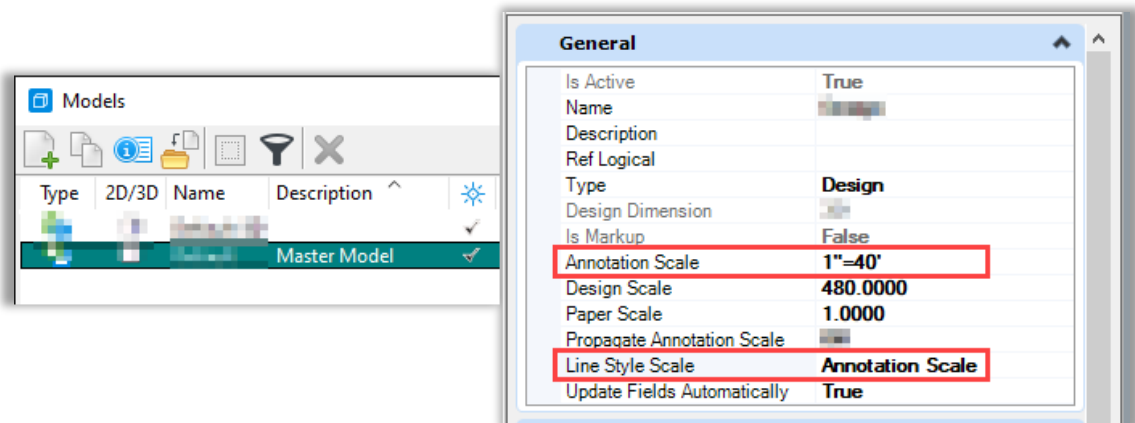 Models
Type 2D/3D Name Description
Master Model
General
Is Active True
Name
Description
Ref Logical
Type Design
Design Dimension
Is Markup False
Annotation Scale 1"=40'
Design Scale 480.0000
Paper Scale 1.0000
Propagate Annotation Scale
Line Style Scale Annotation Scale
Update Fields Automatically True